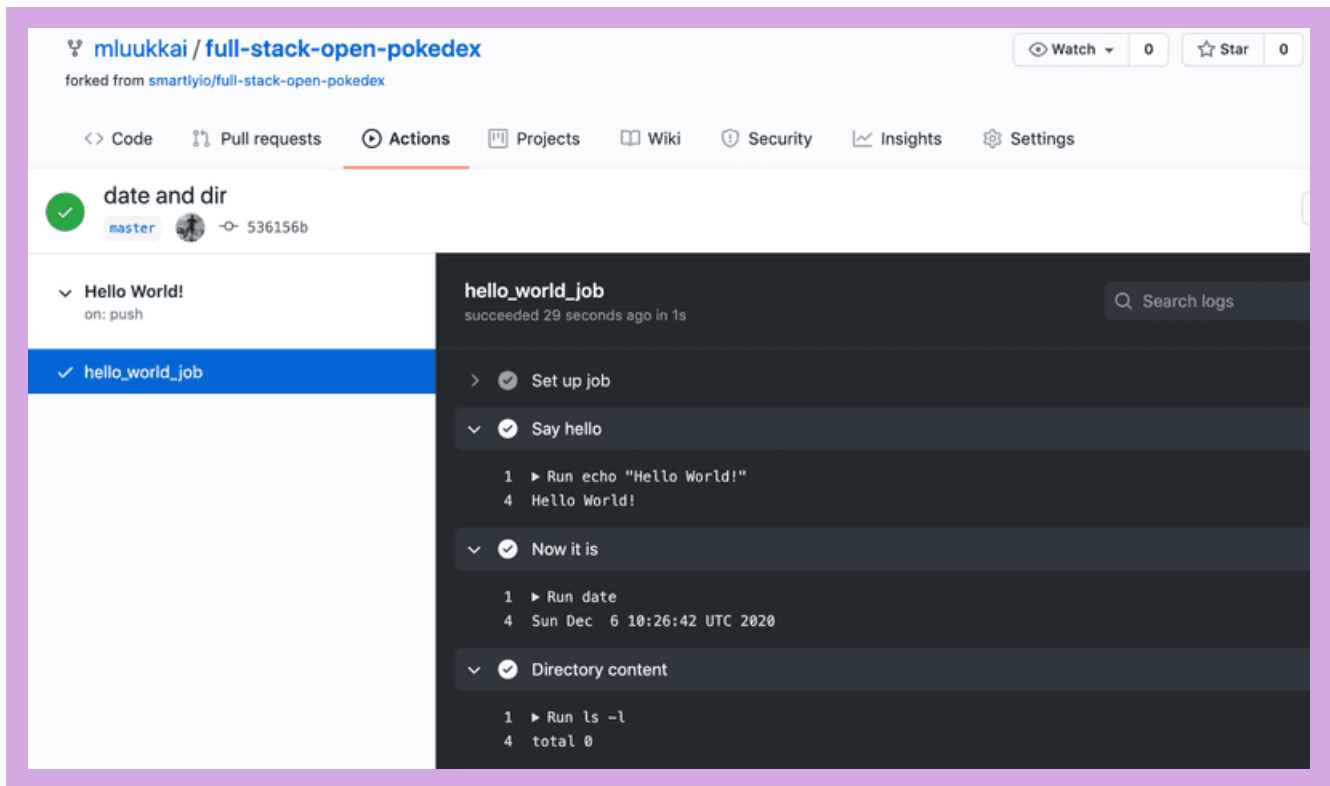 mluukkai / full-stack-open-pokedex
Watch 0 Star 0
forked from smartlyio/full-stack-open-pokedex
Code Pull requests Actions Projects Wiki Security Insights Settings
date and dir
master 536156b
Hello World!
on: push
hello_world_job
hello_world_job
succeeded 29 seconds ago in 1s
Search logs
Set up job
Say hello
1 ▸ Run echo "Hello World!"
4 Hello World!
Now it is
1 ▸ Run date
4 Sun Dec  6 10:26:42 UTC 2020
Directory content
1 ▸ Run ls -l
4 total 0